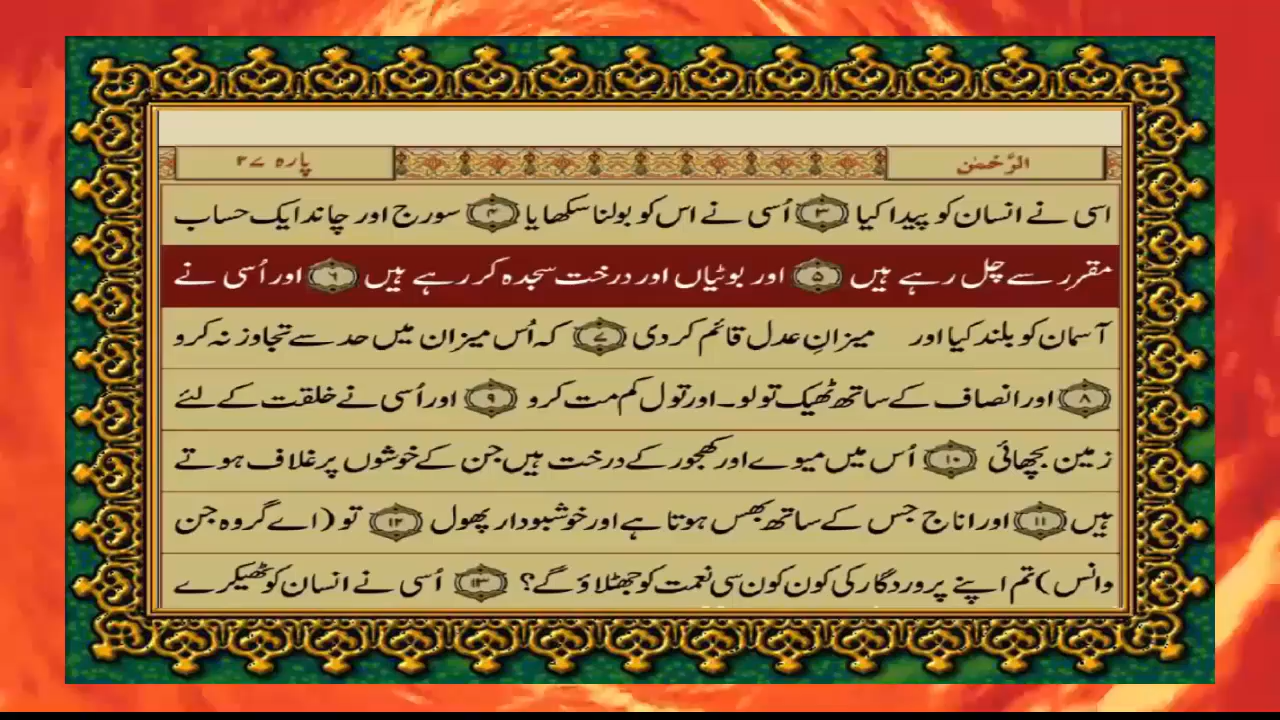 الرَّحْمٰن
پارہ ۲۷
اسی نے انسان کو پیدا کیا ۳ اُسی نے اس کو بولنا سکھایا ۴ سورج اور چاند ایک حساب
مقرر سے چل رہے ہیں ۵ اور بوٹیاں اور درخت سجدہ کر رہے ہیں ۶ اور اُسی نے
آسمان کو بلند کیا اور میزانِ عدل قائم کر دی ۷ کہ اُس میزان میں حد سے تجاوز نہ کرو
۸ اور انصاف کے ساتھ ٹھیک تولو۔ اور تول کم مت کرو ۹ اور اُسی نے خلقت کے لئے
زمین بچھائی ۱۰ اُس میں میوے اور کھجور کے درخت ہیں جن کے خوشوں پر غلاف ہوتے
ہیں ۱۱ اور اناج جس کے ساتھ بھس ہوتا ہے اور خوشبودار پھول ۱۲ تو (اے گروہ جن
وانس) تم اپنے پروردگار کی کون کون سی نعمت کو جھٹلاؤ گے؟ ۱۳ اُسی نے انسان کو ٹھیکرے